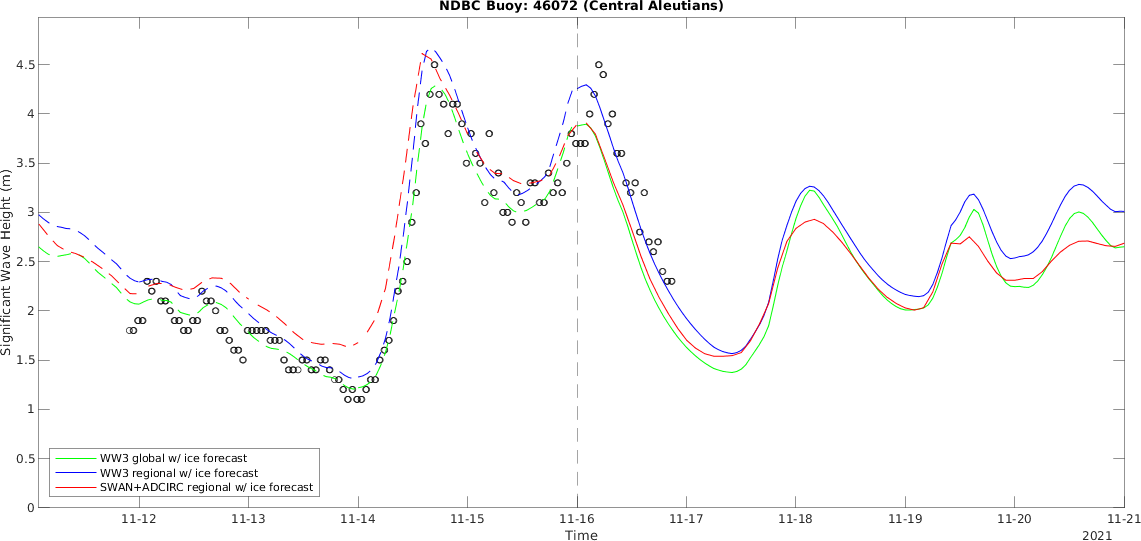 NDBC Buoy: 46072 (Central Aleutians)
4.5
4
3.5
3
2.5
2
1.5
1
0.5
0
Significant Wave Height (m)
WW3 global w/ ice forecast
WW3 regional w/ ice forecast
SWAN+ADCIRC regional w/ ice forecast
11-12 11-13 11-14 11-15 11-16 11-17 11-18 11-19 11-20 11-21
Time
2021